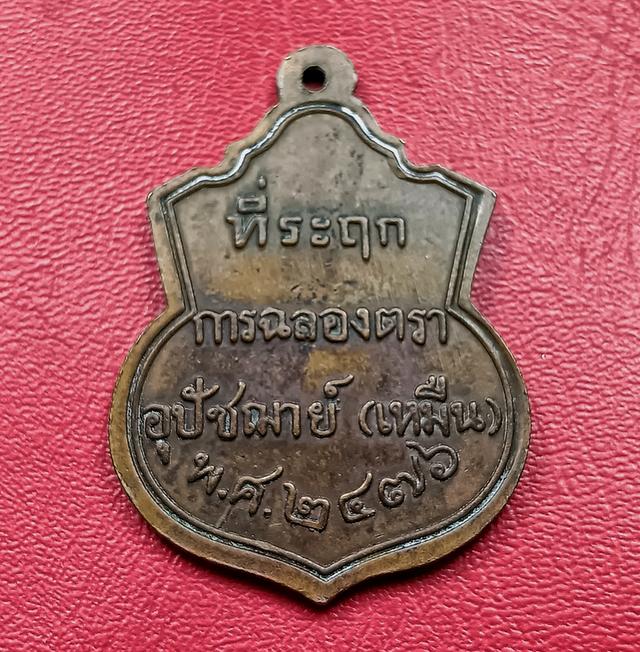 ที่ระฤก
การฉลองตรา
อุปัชฌาย์ (เหมือน)
พ.ศ. ๒๔๗๖